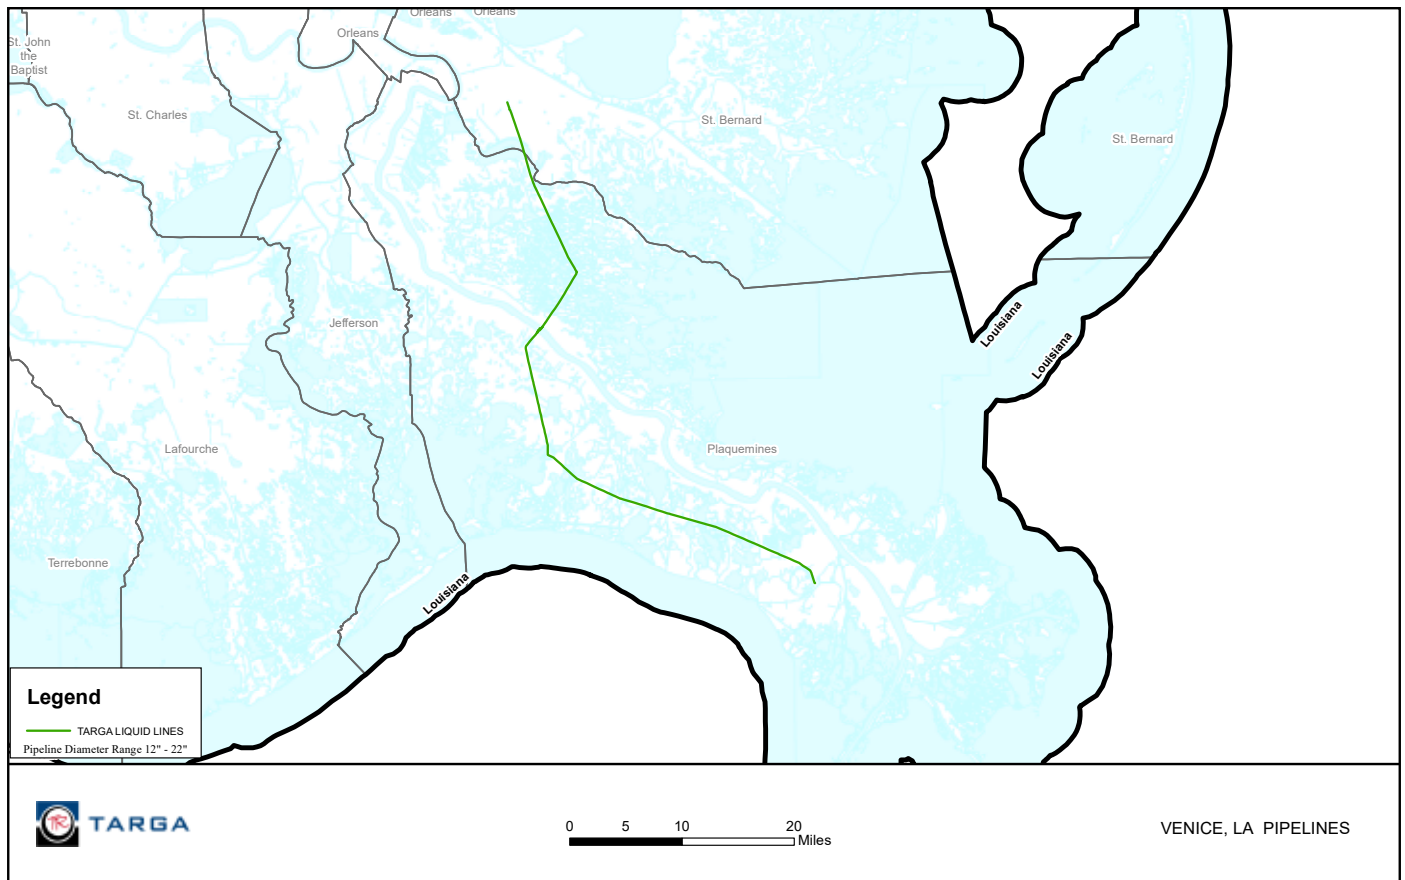 Orleans
Orleans
Orleans
St. John
the
Baptist
St. Charles
St. Bernard
St. Bernard
Louisiana
Louisiana
Jefferson
Lafourche
Plaquemines
Terrebonne
Louisiana
Legend
TARGA LIQUID LINES
Pipeline Diameter Range 12" - 22"
TARGA
0 5 10 20
Miles
VENICE, LA PIPELINES